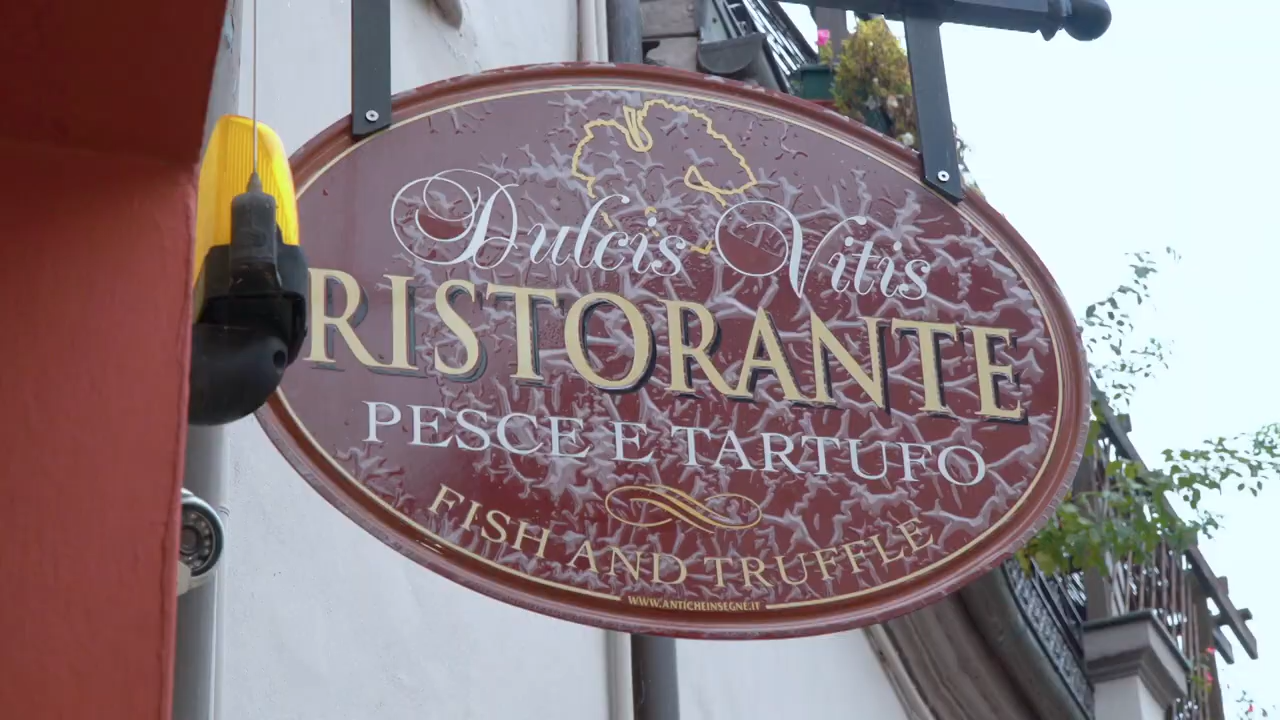 Dulcis Vitis
RISTORANTE
PESCE E TARTUFO
FISH AND TRUFFLE
WWW.ANTICHEINSEGNE.IT